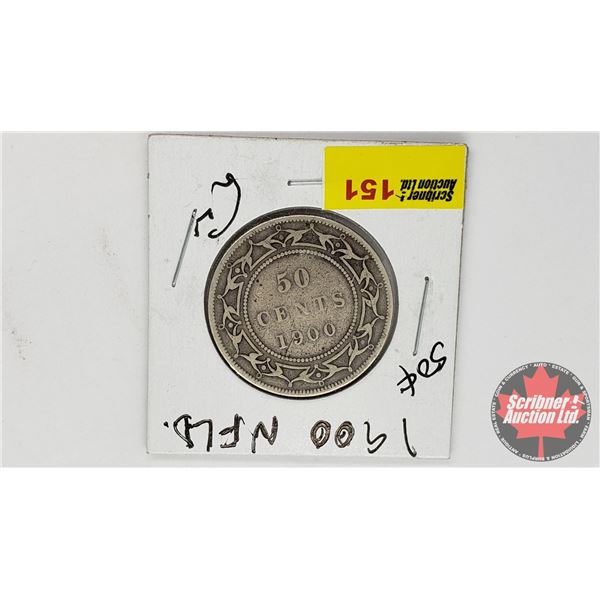 Scribner!
Auction Ltd.
151
50
CENTS
1900
50¢
1900 NFLD.
Scribner!
Auction Ltd.